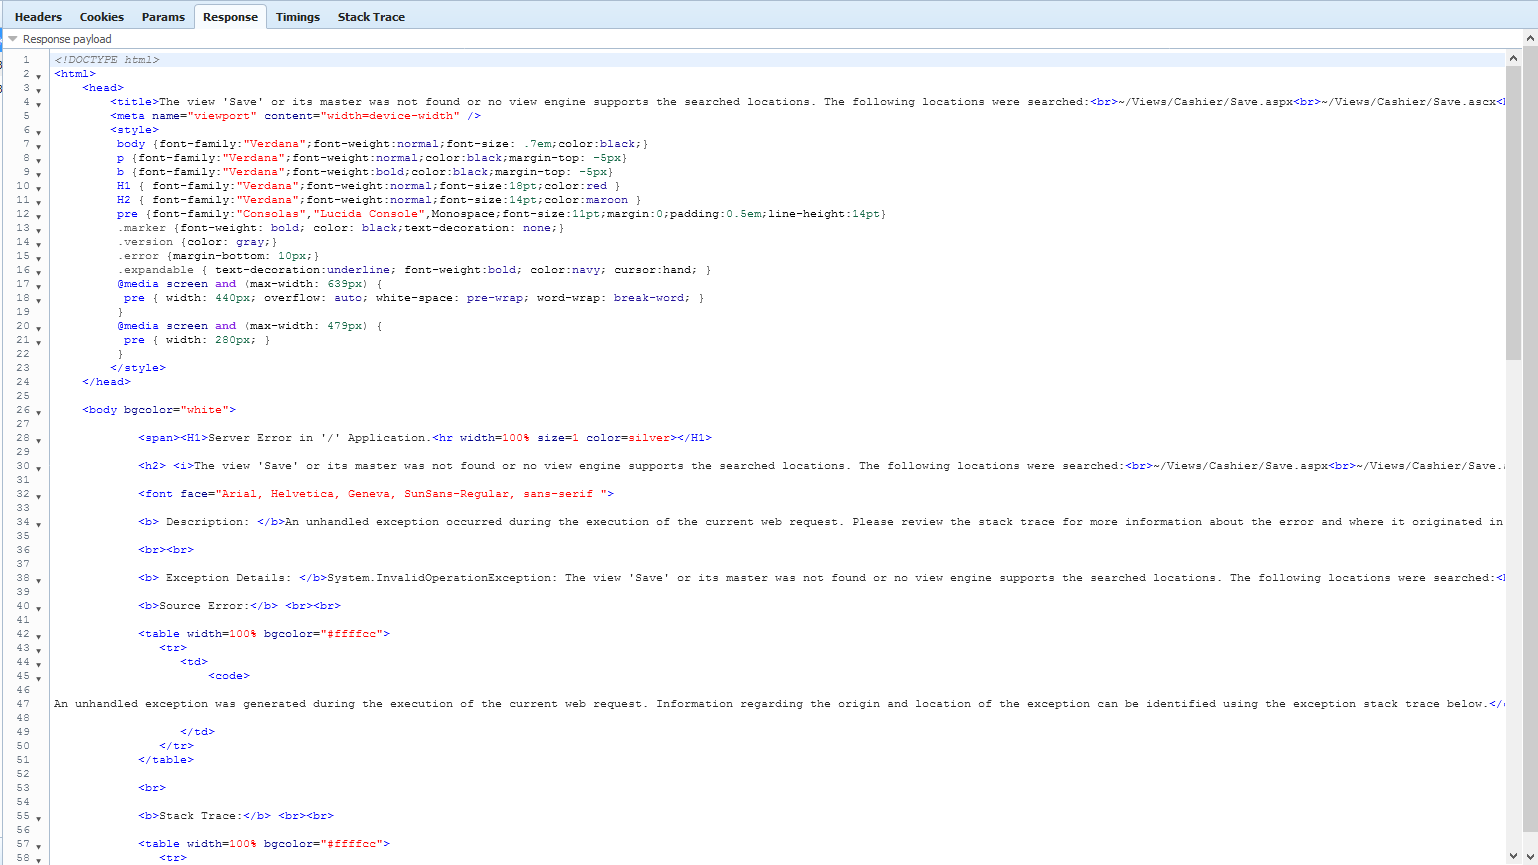 Headers Cookies Params Response Timings Stack Trace
Response payload
1 <!DOCTYPE html>
2 <html>
3 <head>
4 <title>The view 'Save' or its master was not found or no view engine supports the searched locations. The following locations were searched:<br>~/Views/Cashier/Save.aspx<br>~/Views/Cashier/Save.ascx<
5 <meta name="viewport" content="width=device-width" />
6 <style>
7 body {font-family:"Verdana";font-weight:normal;font-size: .7em;color:black;}
8 p {font-family:"Verdana";font-weight:normal;color:black;margin-top: -5px}
9 b {font-family:"Verdana";font-weight:bold;color:black;margin-top: -5px}
10 H1 { font-family:"Verdana";font-weight:normal;font-size:18pt;color:red }
11 H2 { font-family:"Verdana";font-weight:normal;font-size:14pt;color:maroon }
12 pre {font-family:"Consolas","Lucida Console",Monospace;font-size:11pt;margin:0;padding:0.5em;line-height:14pt}
13 .marker {font-weight: bold; color: black;text-decoration: none;}
14 .version {color: gray;}
15 .error {margin-bottom: 10px;}
16 .expandable { text-decoration:underline; font-weight:bold; color:navy; cursor:hand; }
17 @media screen and (max-width: 639px) {
18 pre { width: 440px; overflow: auto; white-space: pre-wrap; word-wrap: break-word; }
19 }
20 @media screen and (max-width: 479px) {
21 pre { width: 280px; }
22 }
23 </style>
24 </head>
25
26 <body bgcolor="white">
27
28 <span><H1>Server Error in '/' Application.<hr width=100% size=1 color=silver></H1>
29
30 <h2> <i>The view 'Save' or its master was not found or no view engine supports the searched locations. The following locations were searched:<br>~/Views/Cashier/Save.aspx<br>~/Views/Cashier/Save.
31
32 <font face="Arial, Helvetica, Geneva, SunSans-Regular, sans-serif ">
33
34 <b> Description: </b>An unhandled exception occurred during the execution of the current web request. Please review the stack trace for more information about the error and where it originated in
35
36 <br><br>
37
38 <b> Exception Details: </b>System.InvalidOperationException: The view 'Save' or its master was not found or no view engine supports the searched locations. The following locations were searched:<
39
40 <b>Source Error:</b> <br><br>
41
42 <table width=100% bgcolor="#ffffcc">
43 <tr>
44 <td>
45 <code>
46
47 An unhandled exception was generated during the execution of the current web request. Information regarding the origin and location of the exception can be identified using the exception stack trace below.</
48
49 </td>
50 </tr>
51 </table>
52
53 <br>
54
55 <b>Stack Trace:</b> <br><br>
56
57 <table width=100% bgcolor="#ffffcc">
58 <tr>